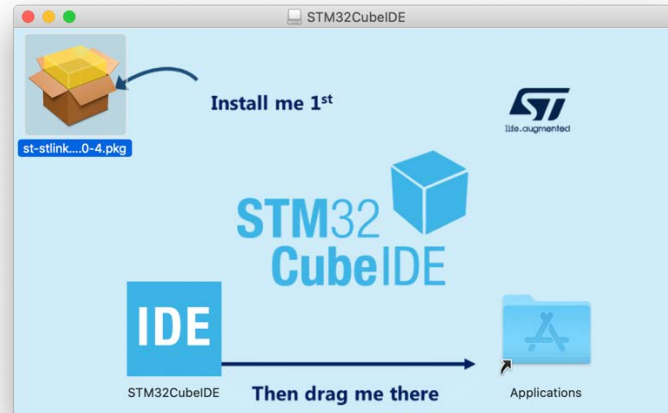 STM32CubeIDE
Install me 1st
ST
life.augmented
st-stlink....0-4.pkg
STM32
CubeIDE
IDE
STM32CubeIDE
Then drag me there
Applications